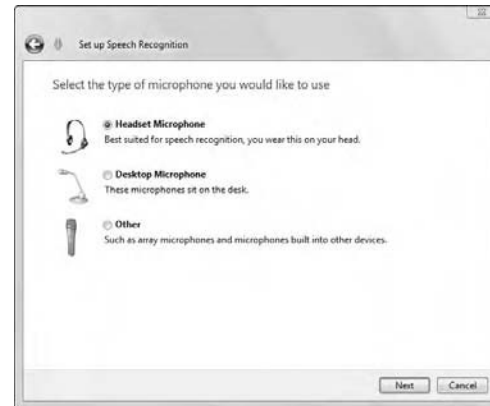 Set up Speech Recognition
Select the type of microphone you would like to use
Headset Microphone
Best suited for speech recognition, you wear this on your head.
Desktop Microphone
These microphones sit on the desk.
Other
Such as array microphones and microphones built into other devices.
Next Cancel